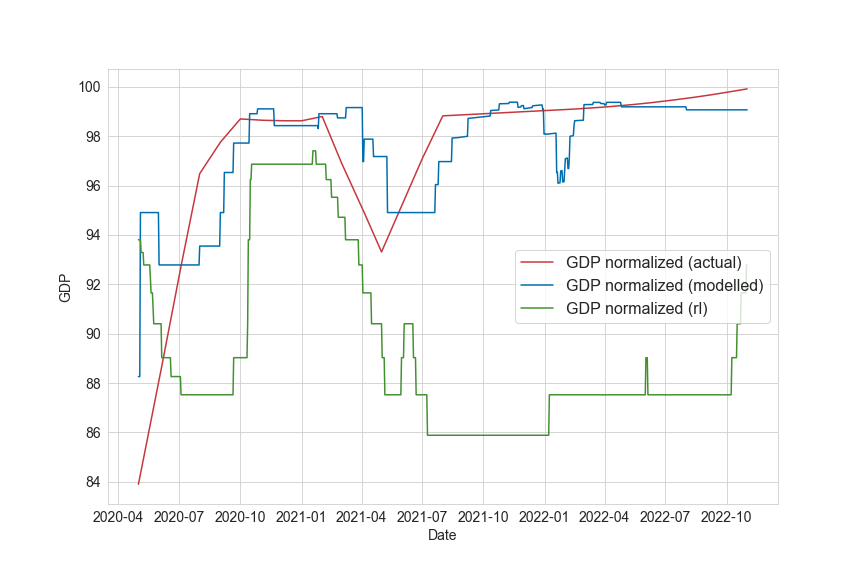 100
98
96
94
92
90
88
86
84
GDP
GDP normalized (actual)
GDP normalized (modelled)
GDP normalized (rl)
2020-04 2020-07 2020-10 2021-01 2021-04 2021-07 2021-10 2022-01 2022-04 2022-07 2022-10
Date